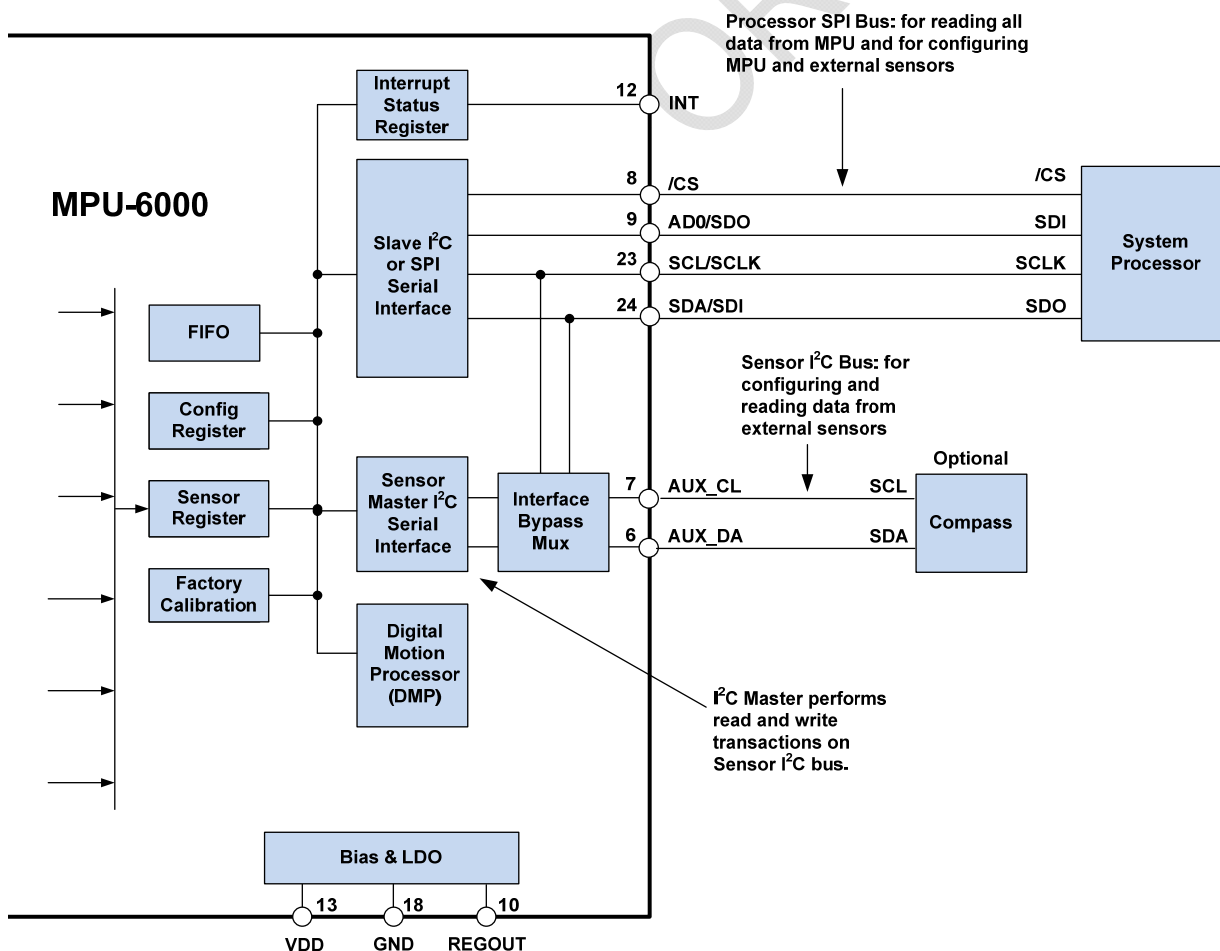 Processor SPI Bus: for reading all
data from MPU and for configuring
MPU and external sensors
Interrupt
Status
Register
12
INT
MPU-6000
8
/CS
/CS
9
AD0/SDO
SDI
Slave I²C
or SPI
Serial
Interface
23
SCL/SCLK
SCLK
System
Processor
24
SDA/SDI
SDO
FIFO
Sensor I²C Bus: for
configuring and
reading data from
external sensors
Config
Register
Optional
Sensor
Register
Sensor
Master I²C
Serial
Interface
Interface
Bypass
Mux
7
AUX_CL
SCL
Compass
6
AUX_DA
SDA
Factory
Calibration
Digital
Motion
Processor
(DMP)
I²C Master performs
read and write
transactions on
Sensor I²C bus.
Bias & LDO
13
18
10
VDD
GND
REGOUT